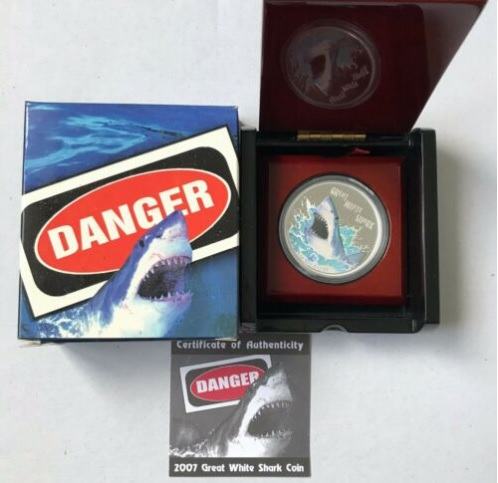 DANGER
GREAT
WHITE
SHARK
Certificate of Authenticity
DANGER
2007 Great White Shark Coin